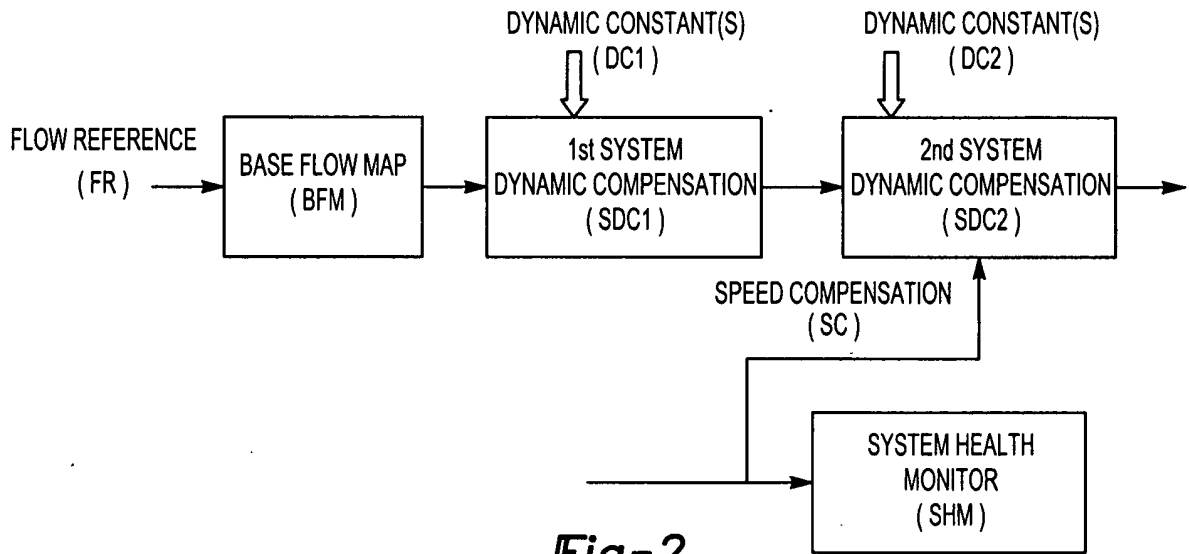 DYNAMIC CONSTANT(S)
( DC1 )
DYNAMIC CONSTANT(S)
( DC2 )
FLOW REFERENCE
( FR )
BASE FLOW MAP
( BFM )
1st SYSTEM
DYNAMIC COMPENSATION
( SDC1 )
2nd SYSTEM
DYNAMIC COMPENSATION
( SDC2 )
SPEED COMPENSATION
( SC )
SYSTEM HEALTH
MONITOR
( SHM )
Fig-2